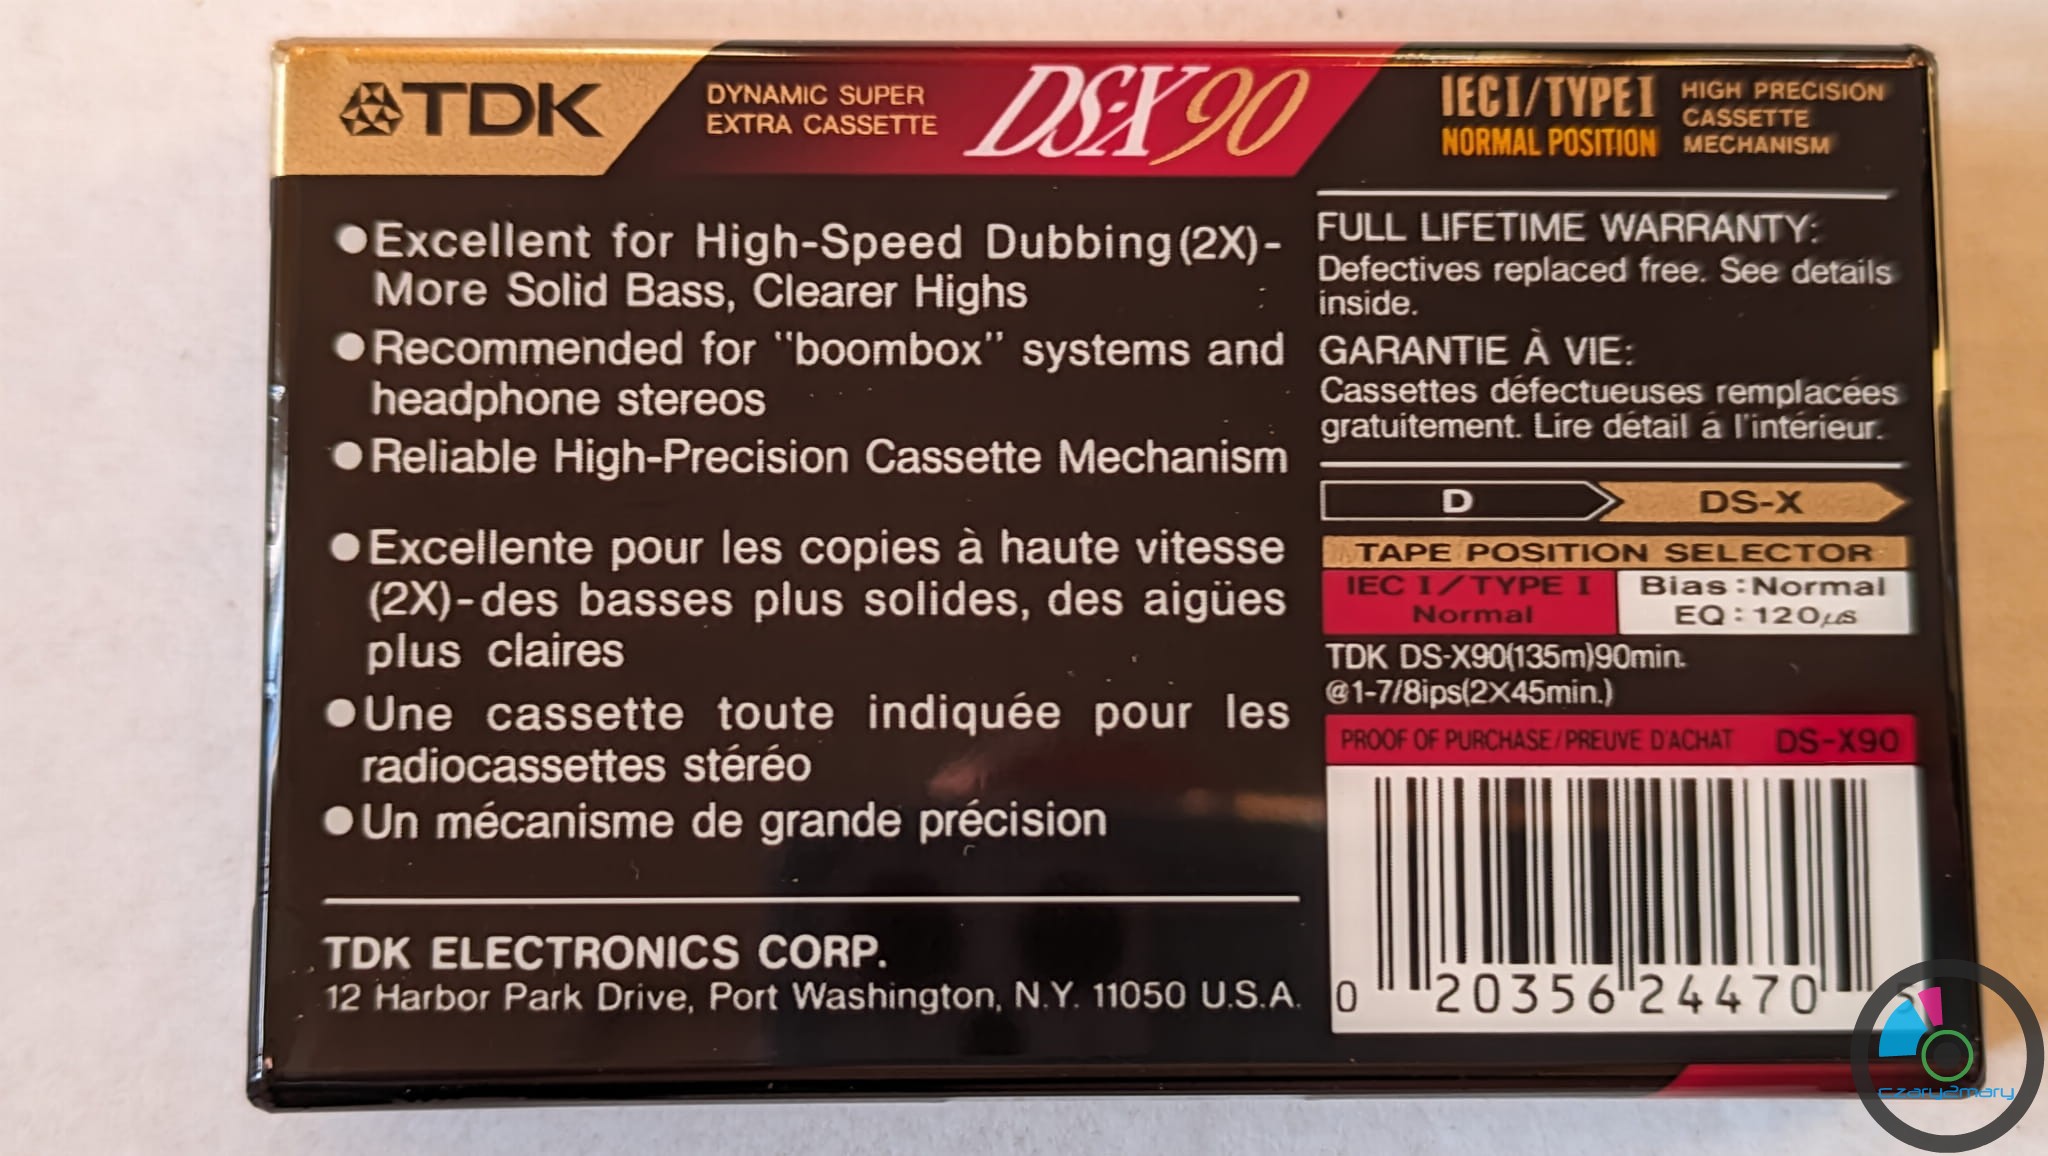 TDK
DYNAMIC SUPER
EXTRA CASSETTE
DS-X90
IEC I/TYPE I
NORMAL POSITION
HIGH PRECISION
CASSETTE
MECHANISM
●Excellent for High-Speed Dubbing (2X)-
More Solid Bass, Clearer Highs
●Recommended for "boombox" systems and
headphone stereos
●Reliable High-Precision Cassette Mechanism
●Excellente pour les copies à haute vitesse
(2X)-des basses plus solides, des aigües
plus claires
●Une cassette toute indiquée pour les
radiocassettes stéréo
●Un mécanisme de grande précision
TDK ELECTRONICS CORP.
12 Harbor Park Drive, Port Washington, N.Y. 11050 U.S.A.
FULL LIFETIME WARRANTY:
Defectives replaced free. See details
inside.
GARANTIE À VIE:
Cassettes défectueuses remplacées
gratuitement. Lire détail á l'intérieur.
D DS-X
TAPE POSITION SELECTOR
IEC I/TYPE I
Normal
Bias:Normal
EQ:120µs
TDK DS-X90(135m)90min.
@1-7/8ips(2X45min.)
PROOF OF PURCHASE/PREUVE D'ACHAT DS-X90
0 20356 24470 5
czary2mary